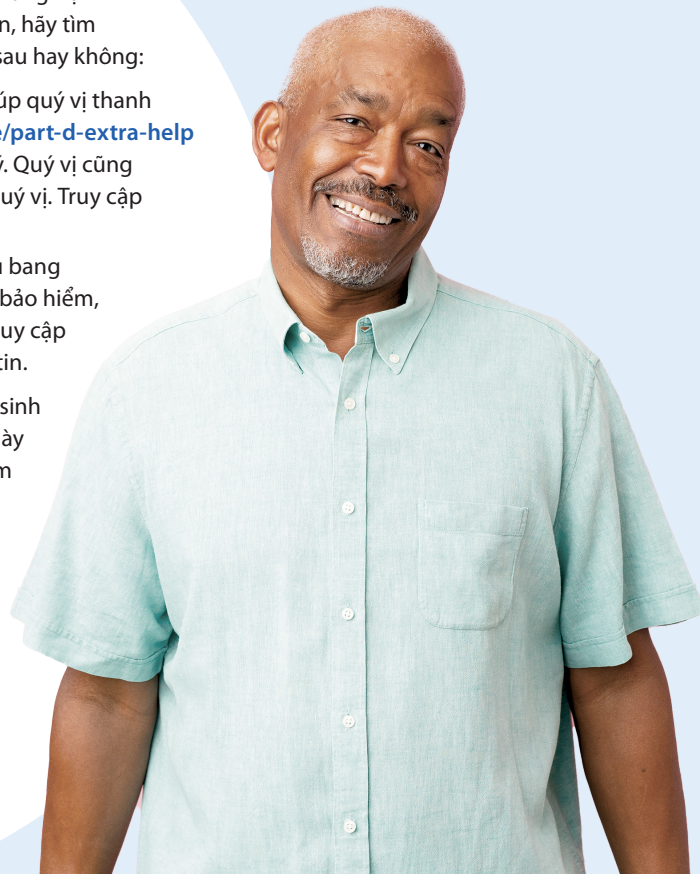 n, hãy tìm
sau hay không:
úp quý vị thanh
e/part-d-extra-help
ý. Quý vị cũng
uý vị. Truy cập
u bang
bảo hiểm,
uy cập
tin.
sinh
ày
m